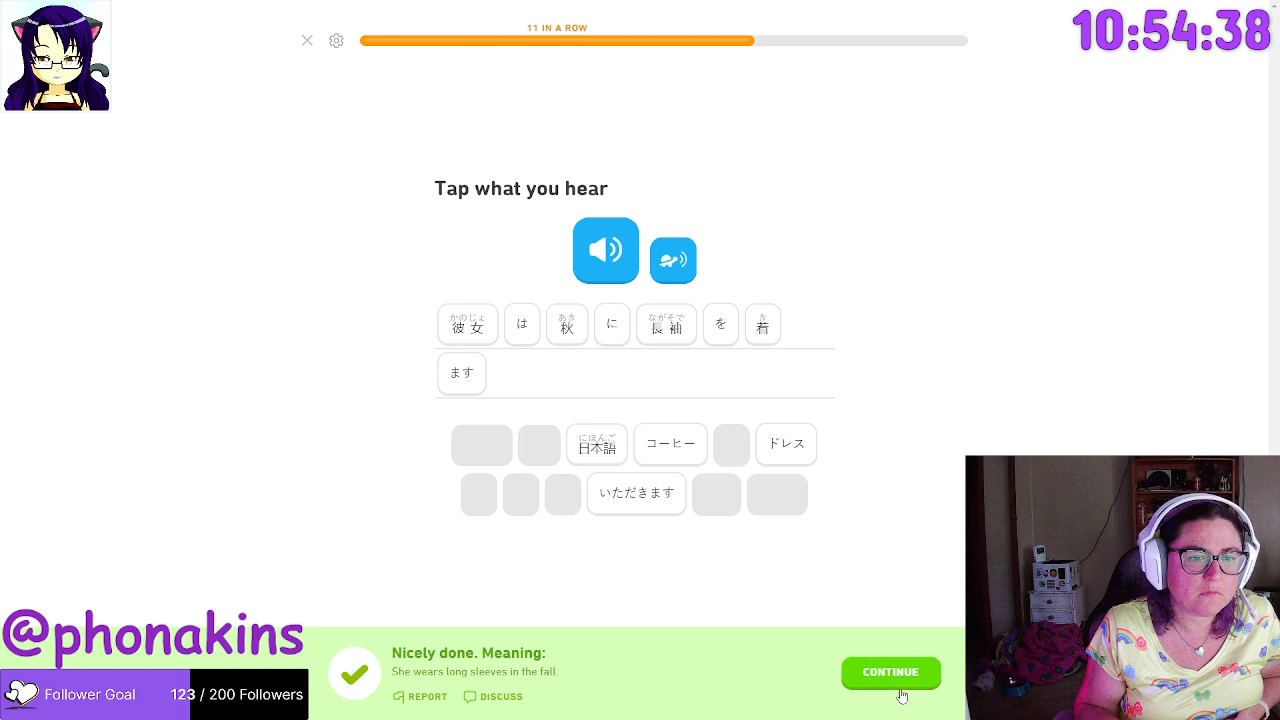 11 IN A ROW
10:54:38
Tap what you hear
かのじょ あき ながそで き
彼女 は 秋 に 長袖 を 着
ます
にほんご
日本語 コーヒー ドレス
いただきます
@phonakins
Nicely done. Meaning:
She wears long sleeves in the fall.
CONTINUE
REPORT DISCUSS
Follower Goal 123 / 200 Followers